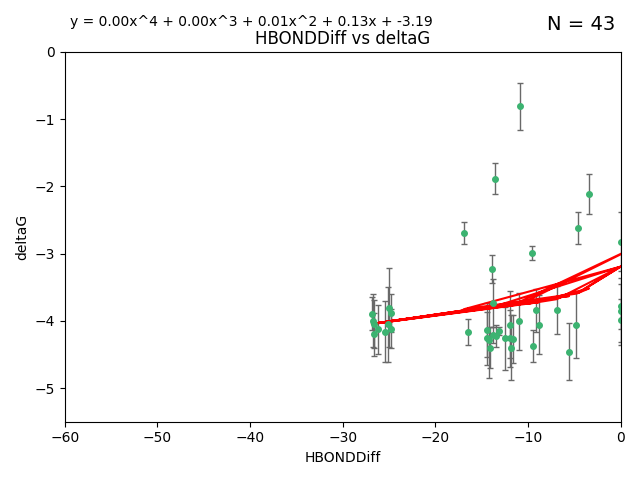 y = 0.00x^4 + 0.00x^3 + 0.01x^2 + 0.13x + -3.19
N = 43
HBONDDiff vs deltaG
0
−1
−2
−3
−4
−5
deltaG
−60 −50 −40 −30 −20 −10 0
HBONDDiff